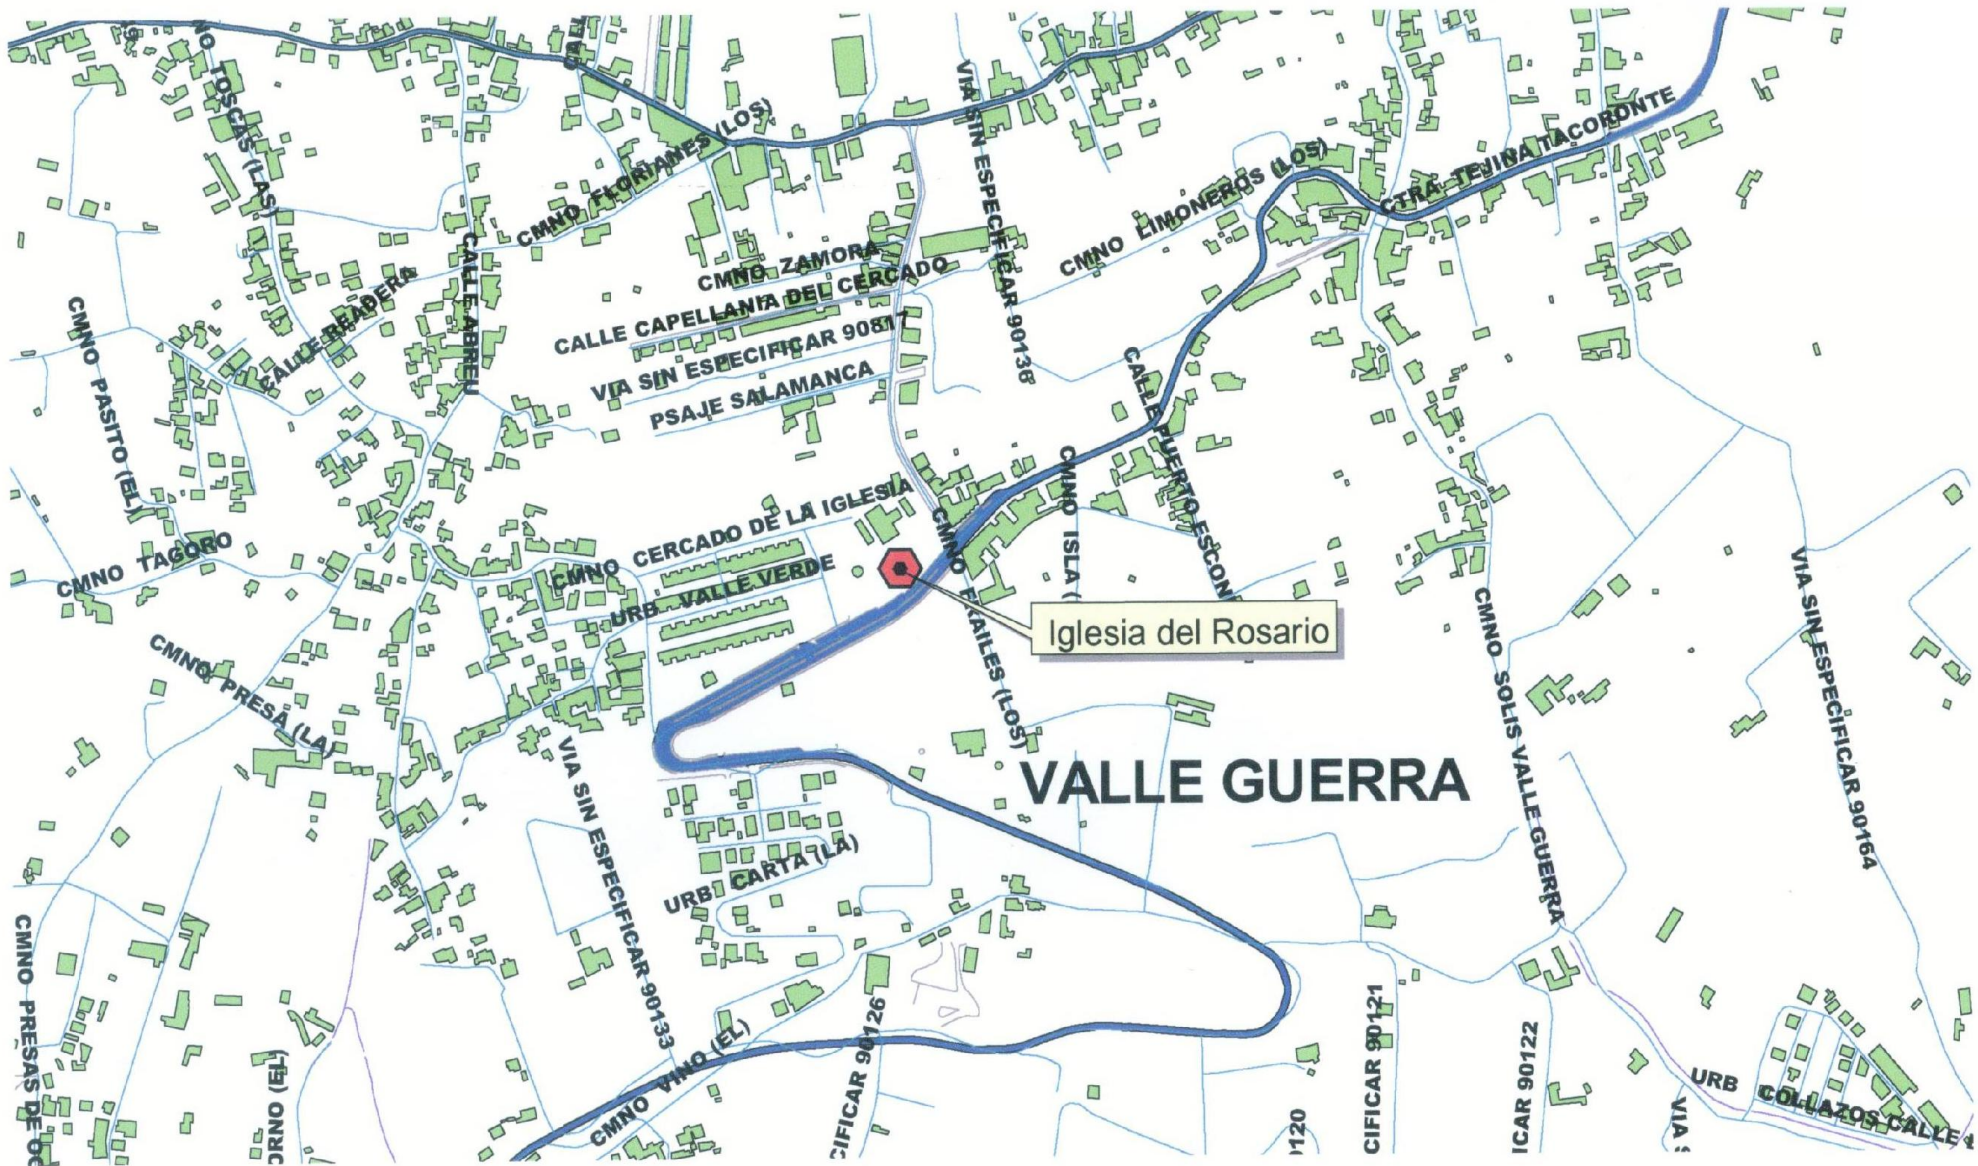 TOSCAS (LAS)
CMNO FLORIANES (LOS)
VIA SIN ESPECIFICAR 90136
CMNO LIMONEROS (LOS)
CTRA TEJINA TACORONTE
CALLE ABREU
CALLE READERA
CMNO ZAMORA
CALLE CAPELLANIA DEL CERCADO
VIA SIN ESPECIFICAR 90817
PSAJE SALAMANCA
CMNO PASITO (EL)
CMNO TAGORO
CMNO CERCADO DE LA IGLESIA
URB VALLE VERDE
CMNO FRAILES (LOS)
CMNO ISLA (
CALLE PUERTO ESCON
Iglesia del Rosario
CMNO PRESA (LA)
VIA SIN ESPECIFICAR 90133
VALLE GUERRA
CMNO SOLIS VALLE GUERRA
VIA SIN ESPECIFICAR 90164
URB CARTA (LA)
CMNO PRESAS DE OC
ORNO (EL)
CMNO VINO (EL)
CIFICAR 90126
0120
CIFICAR 90121
ICAR 90122
VIA S
URB COLLAZOS CALLE